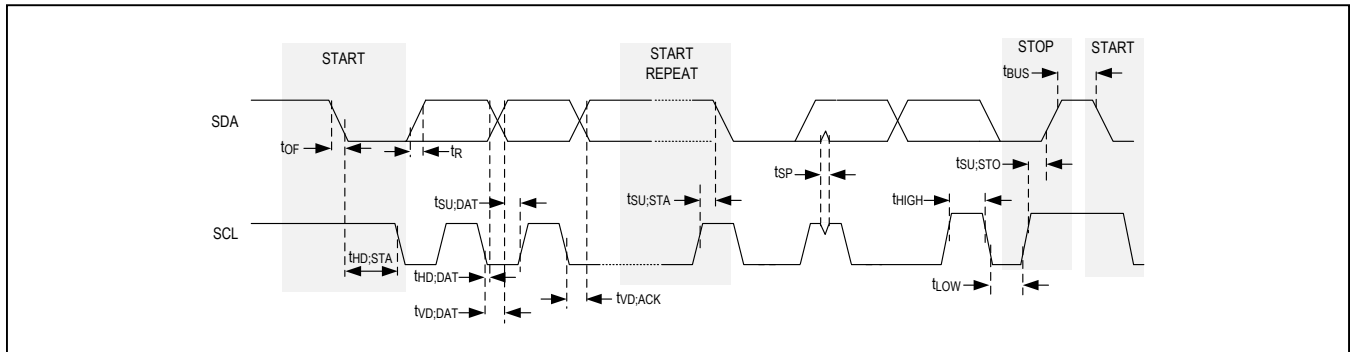 START
START
REPEAT
STOP
START
tBUS
SDA
tOF
tR
tSP
tSU;STO
tSU;DAT
tSU;STA
tHIGH
SCL
tHD;STA
tHD;DAT
tLOW
tVD;ACK
tVD;DAT